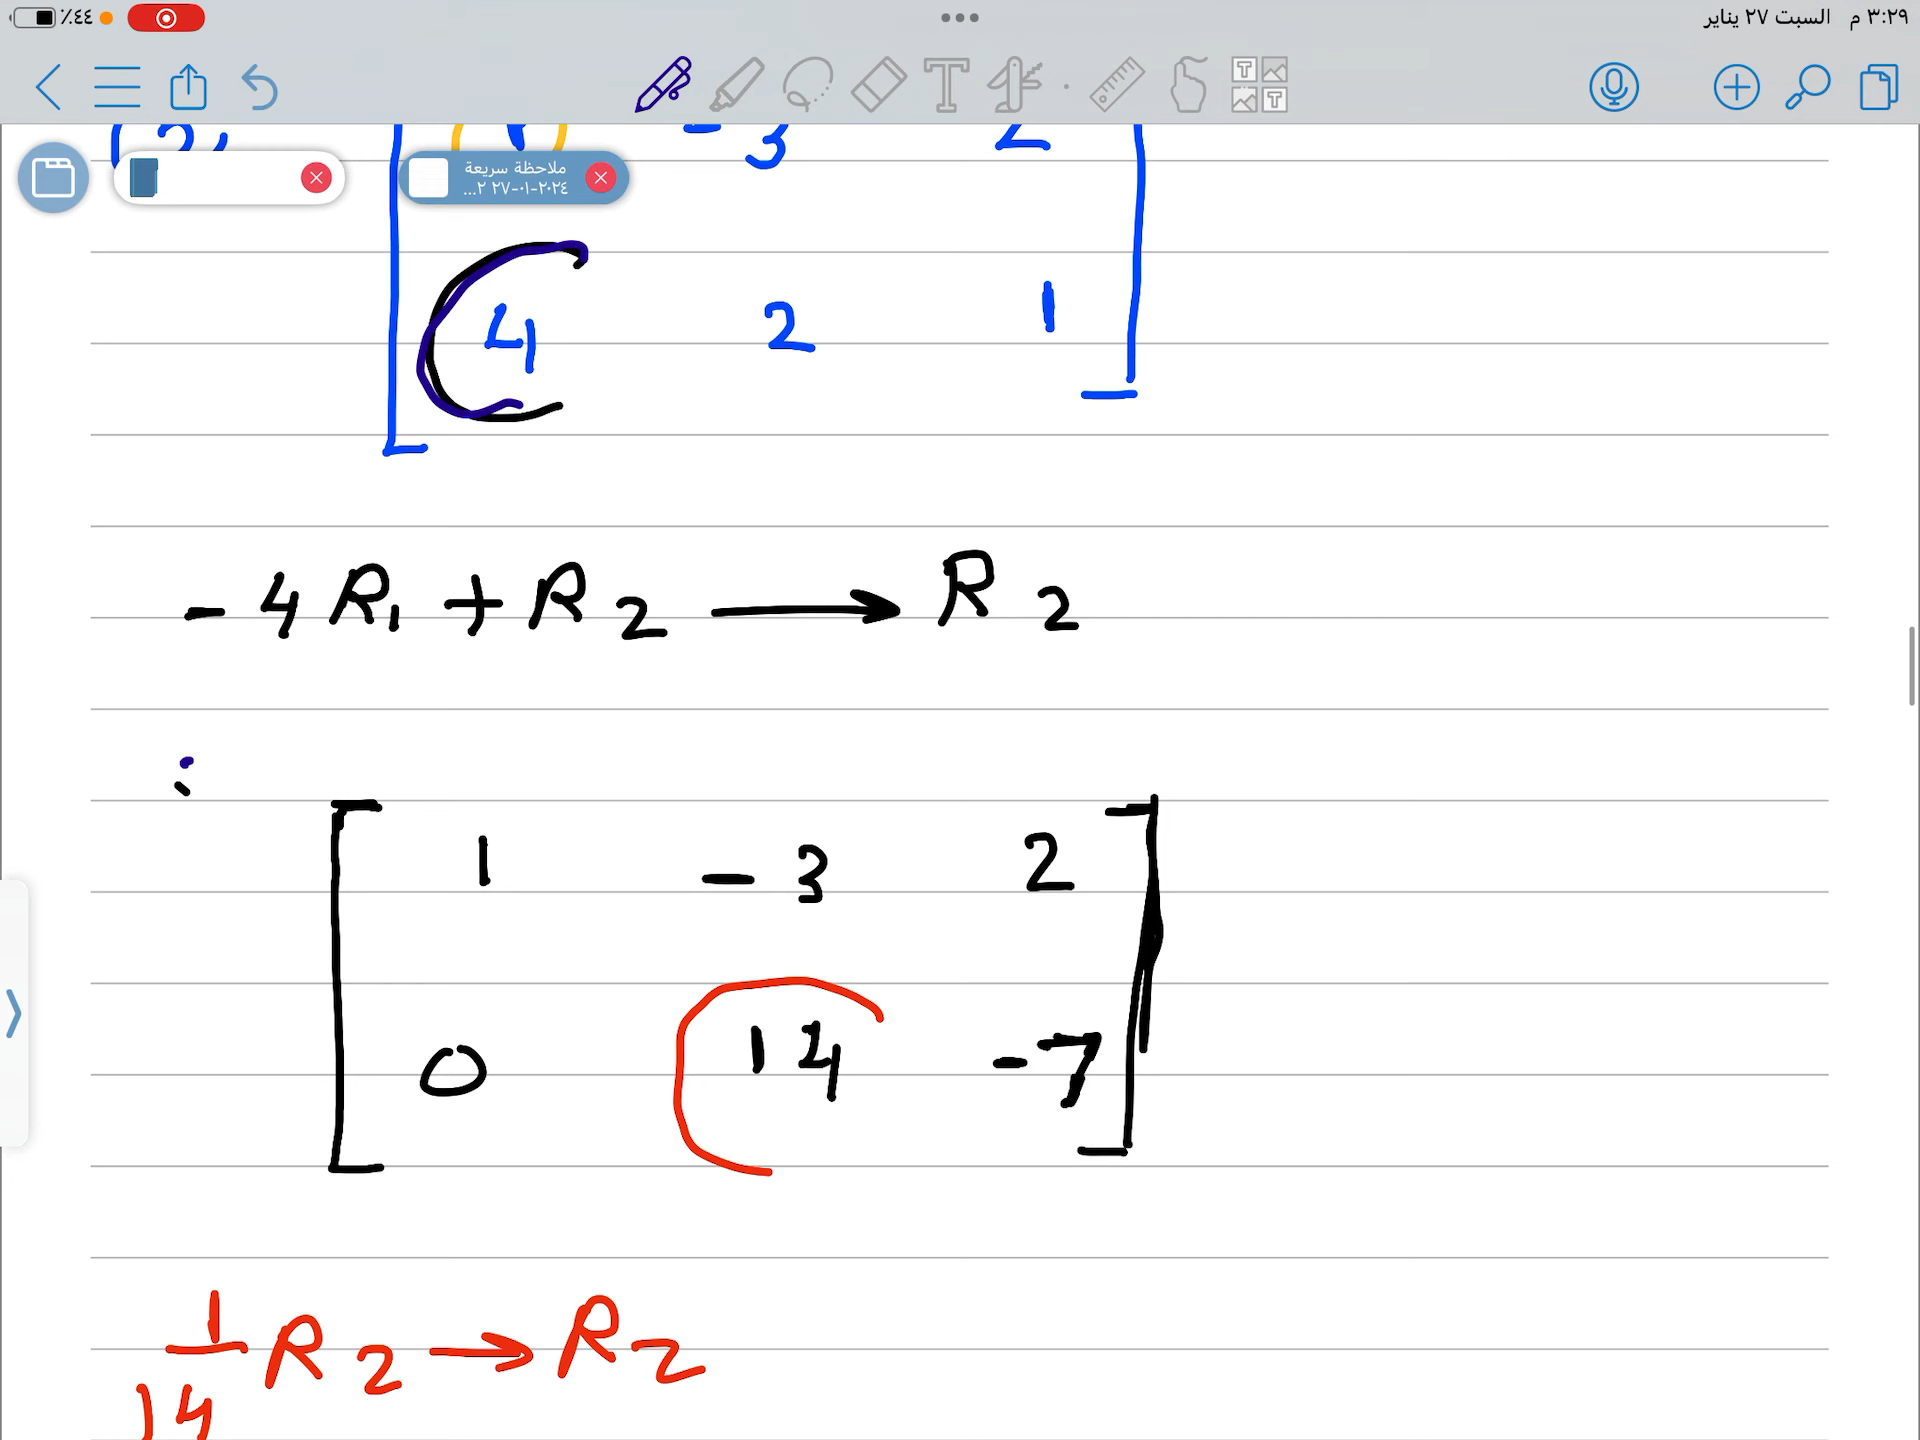 ٪٤٤ ٣:٢٩ م السبت ٢٧ يناير
ملاحظة سريعة
٢٠٢٤-٠١-٢٧ ٢...
-3 2
4 2 1
-4R1 + R2 → R2
1 -3 2
0 14 -7
1/14 R2 → R2